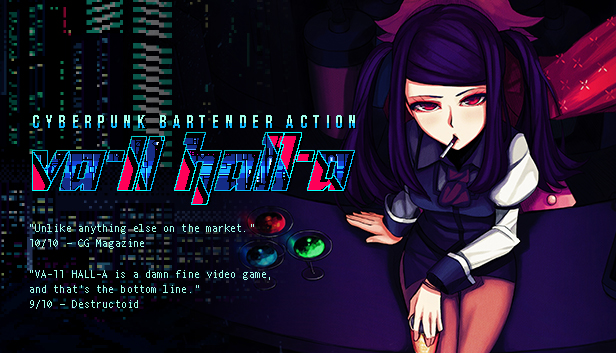 CYBERPUNK BARTENDER ACTION
va-11 hall-a
"Unlike anything else on the market."
10/10 - CG Magazine
"VA-11 HALL-A is a damn fine video game,
and that's the bottom line."
9/10 - Destructoid